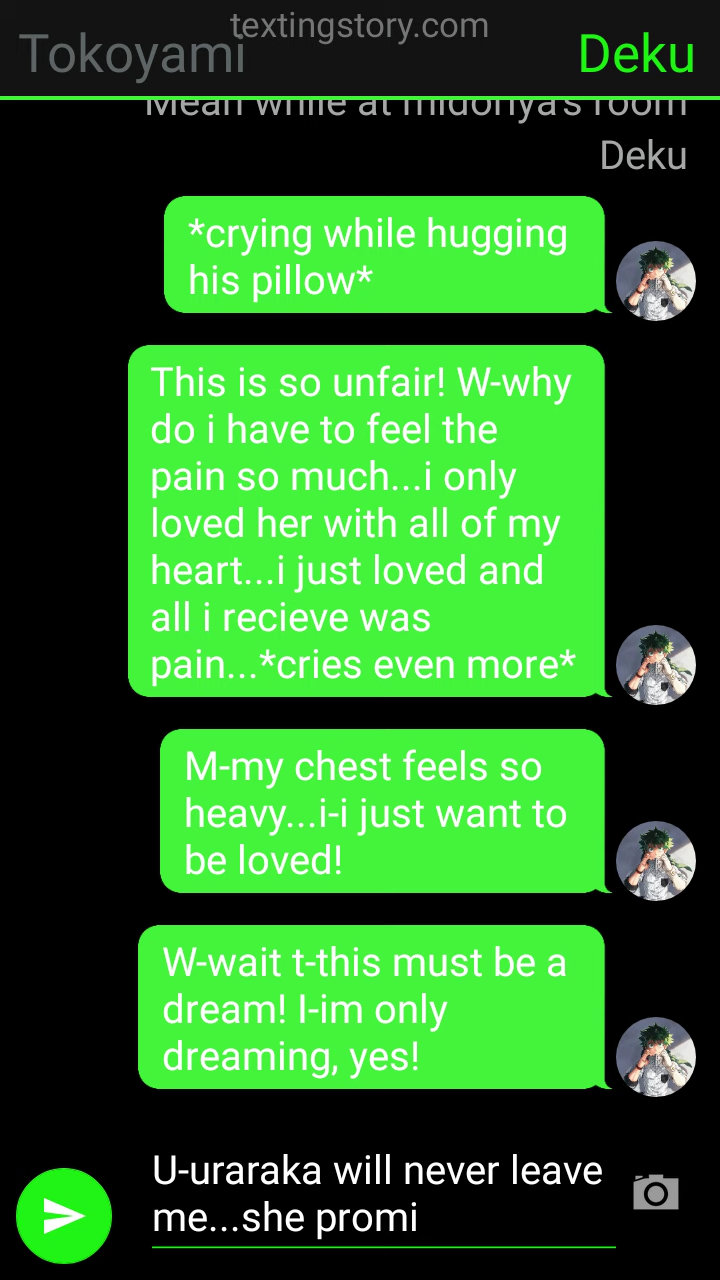 textingstory.com
Tokoyami
Deku
Mean while at midoriya's room
Deku
*crying while hugging
his pillow*
This is so unfair! W-why
do i have to feel the
pain so much...i only
loved her with all of my
heart...i just loved and
all i recieve was
pain...*cries even more*
M-my chest feels so
heavy...i-i just want to
be loved!
W-wait t-this must be a
dream! I-im only
dreaming, yes!
U-uraraka will never leave
me...she promi